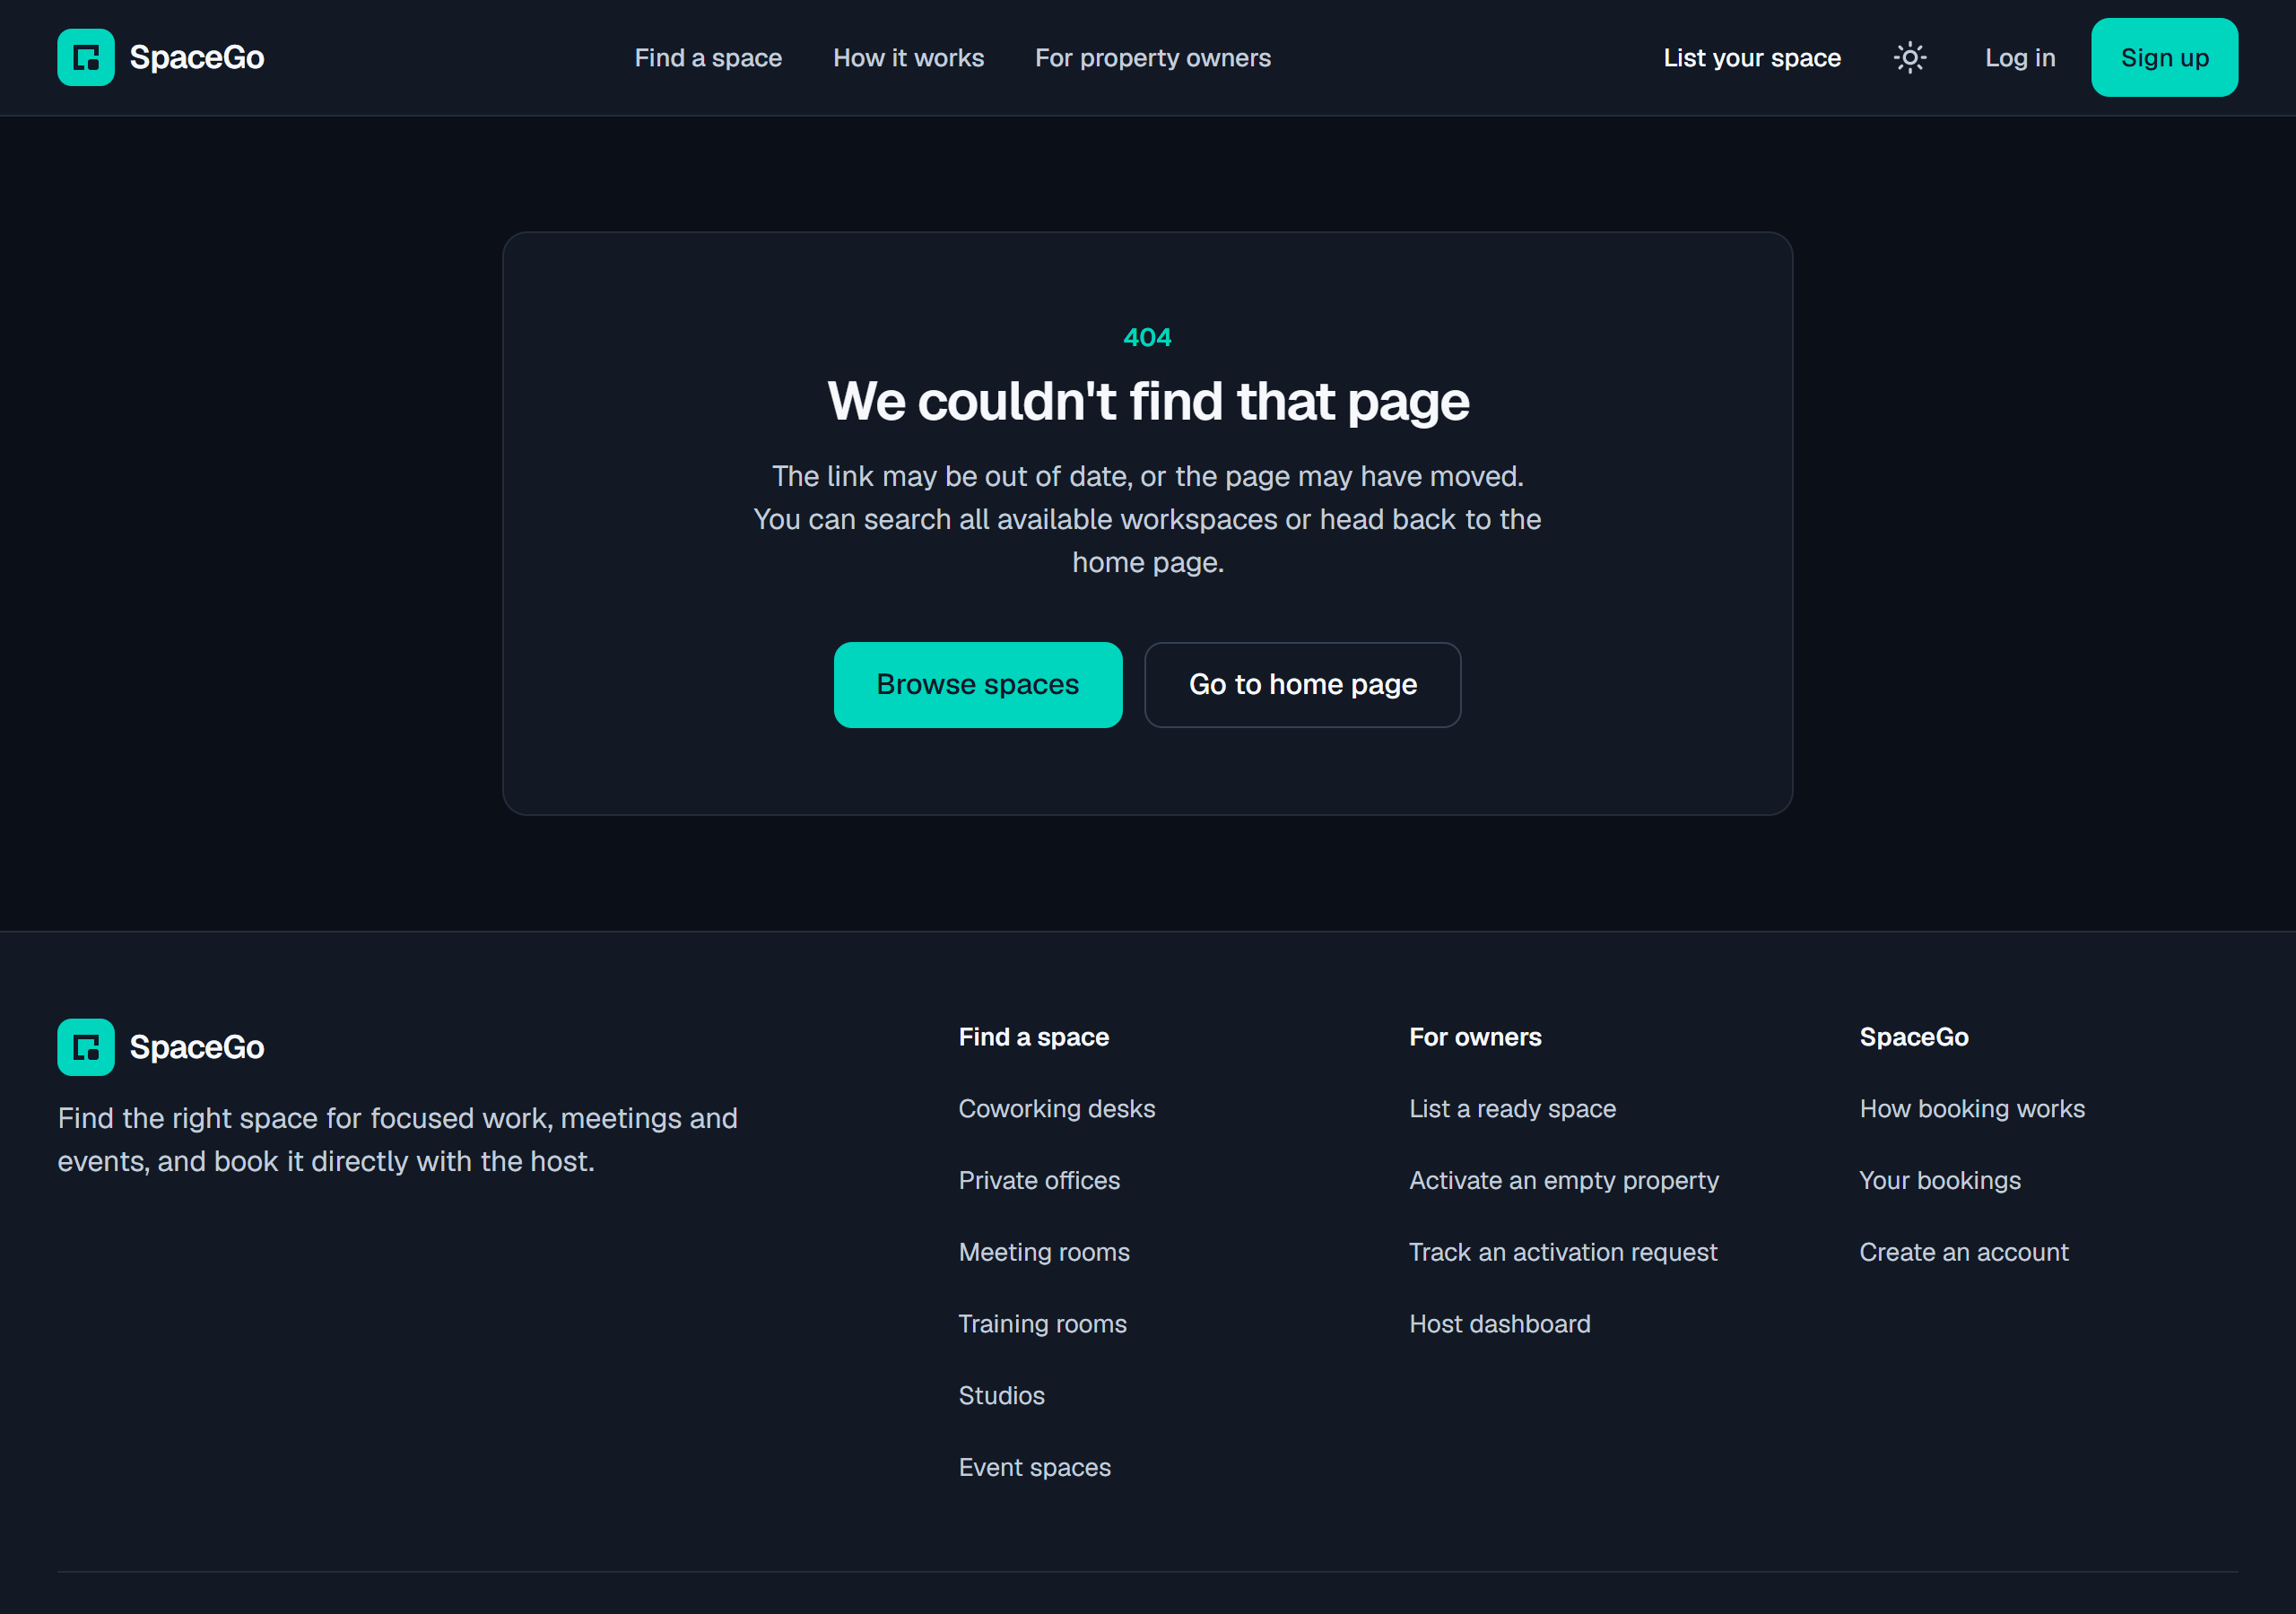 SpaceGo
Find a space
How it works
For property owners
List your space
Log in
Sign up
404
We couldn't find that page
The link may be out of date, or the page may have moved.
You can search all available workspaces or head back to the
home page.
Browse spaces
Go to home page
SpaceGo
Find the right space for focused work, meetings and
events, and book it directly with the host.
Find a space
Coworking desks
Private offices
Meeting rooms
Training rooms
Studios
Event spaces
For owners
List a ready space
Activate an empty property
Track an activation request
Host dashboard
SpaceGo
How booking works
Your bookings
Create an account